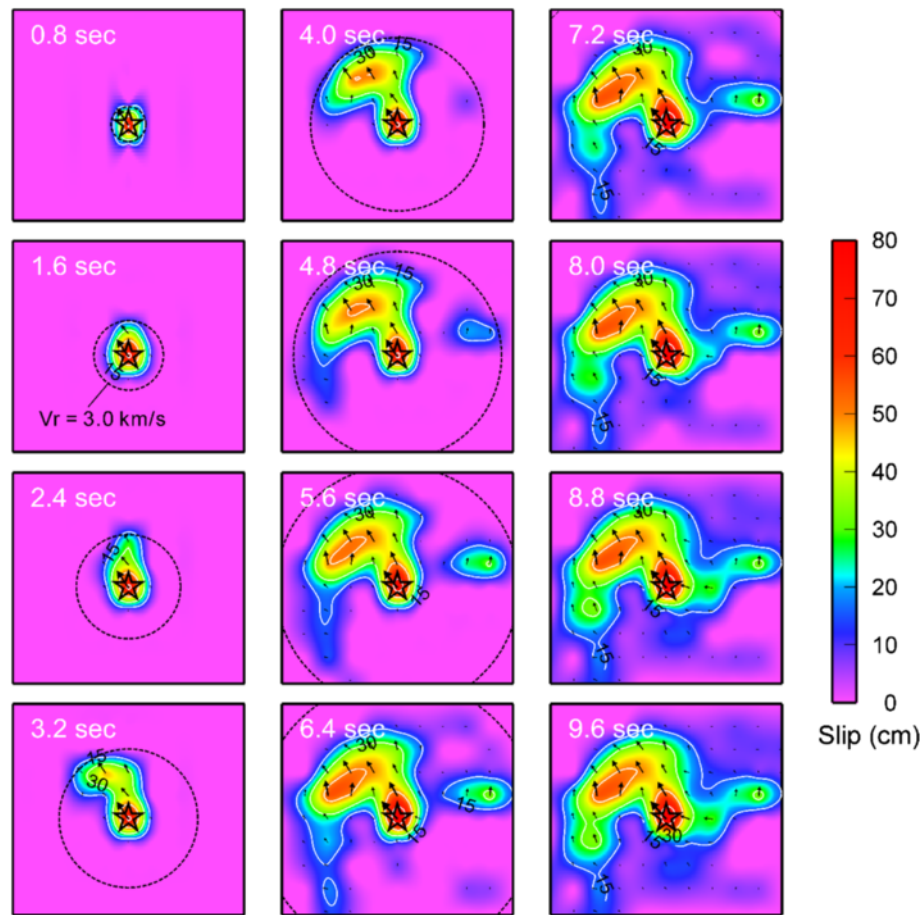 0.8 sec
4.0 sec
30
15
7.2 sec
30
15
15
1.6 sec
15
Vr = 3.0 km/s
4.8 sec
30
15
8.0 sec
30
15
15
2.4 sec
15
5.6 sec
30
15
8.8 sec
30
15
15
3.2 sec
15
30
6.4 sec
30
15
15
9.6 sec
30
15
30
15
80
70
60
50
40
30
20
10
0
Slip (cm)